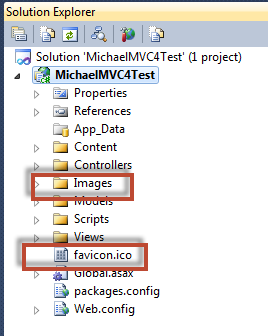 Solution Explorer
Solution 'MichaelMVC4Test' (1 project)
MichaelMVC4Test
Properties
References
App_Data
Content
Controllers
Images
Models
Scripts
Views
favicon.ico
Global.asax
packages.config
Web.config